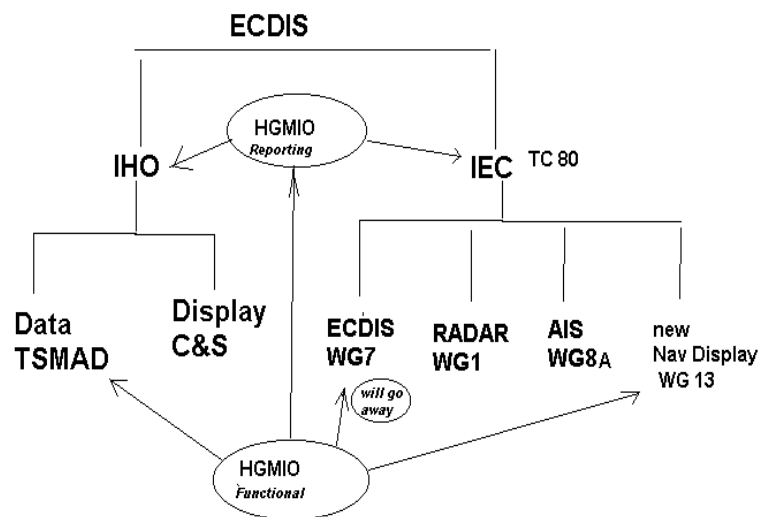 ECDIS
HGMIO
Reporting
IHO
IEC TC 80
Data
TSMAD
Display
C&S
ECDIS
WG7
RADAR
WG1
AIS
WG8A
new
Nav Display
WG 13
will go
away
HGMIO
Functional